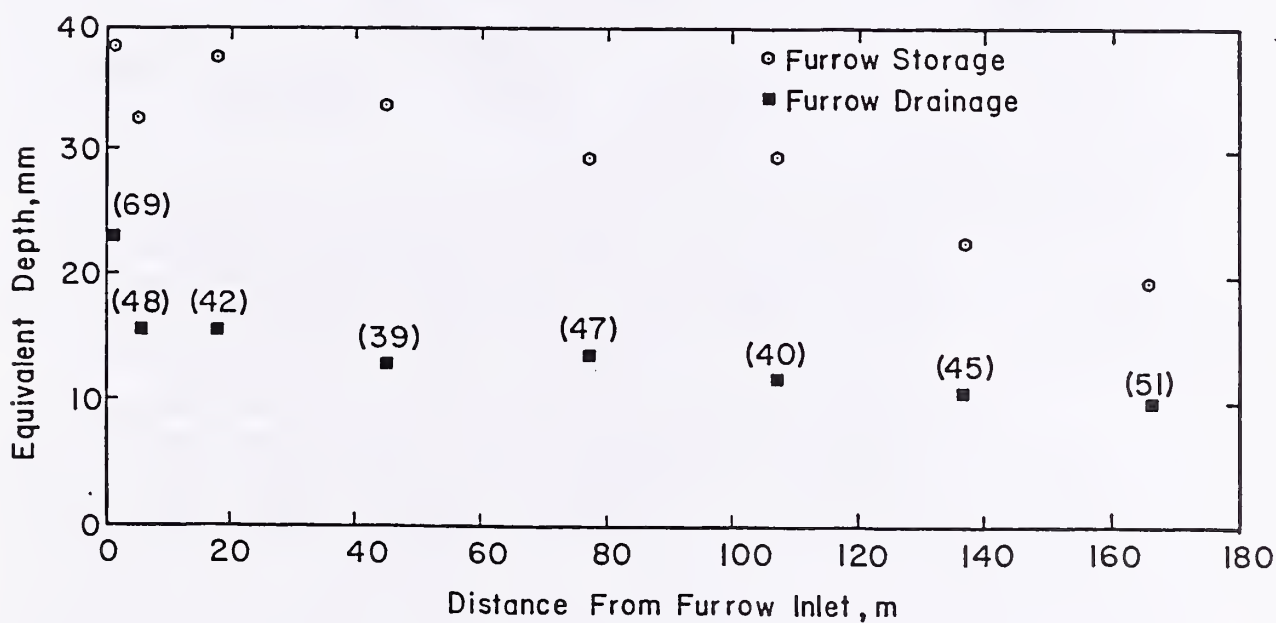 40
Furrow Storage
Furrow Drainage
30
(69)
20
(48) (42)
(39)
(47)
(40)
(45)
(51)
10
0
0 20 40 60 80 100 120 140 160 180
Equivalent Depth,mm
Distance From Furrow Inlet, m